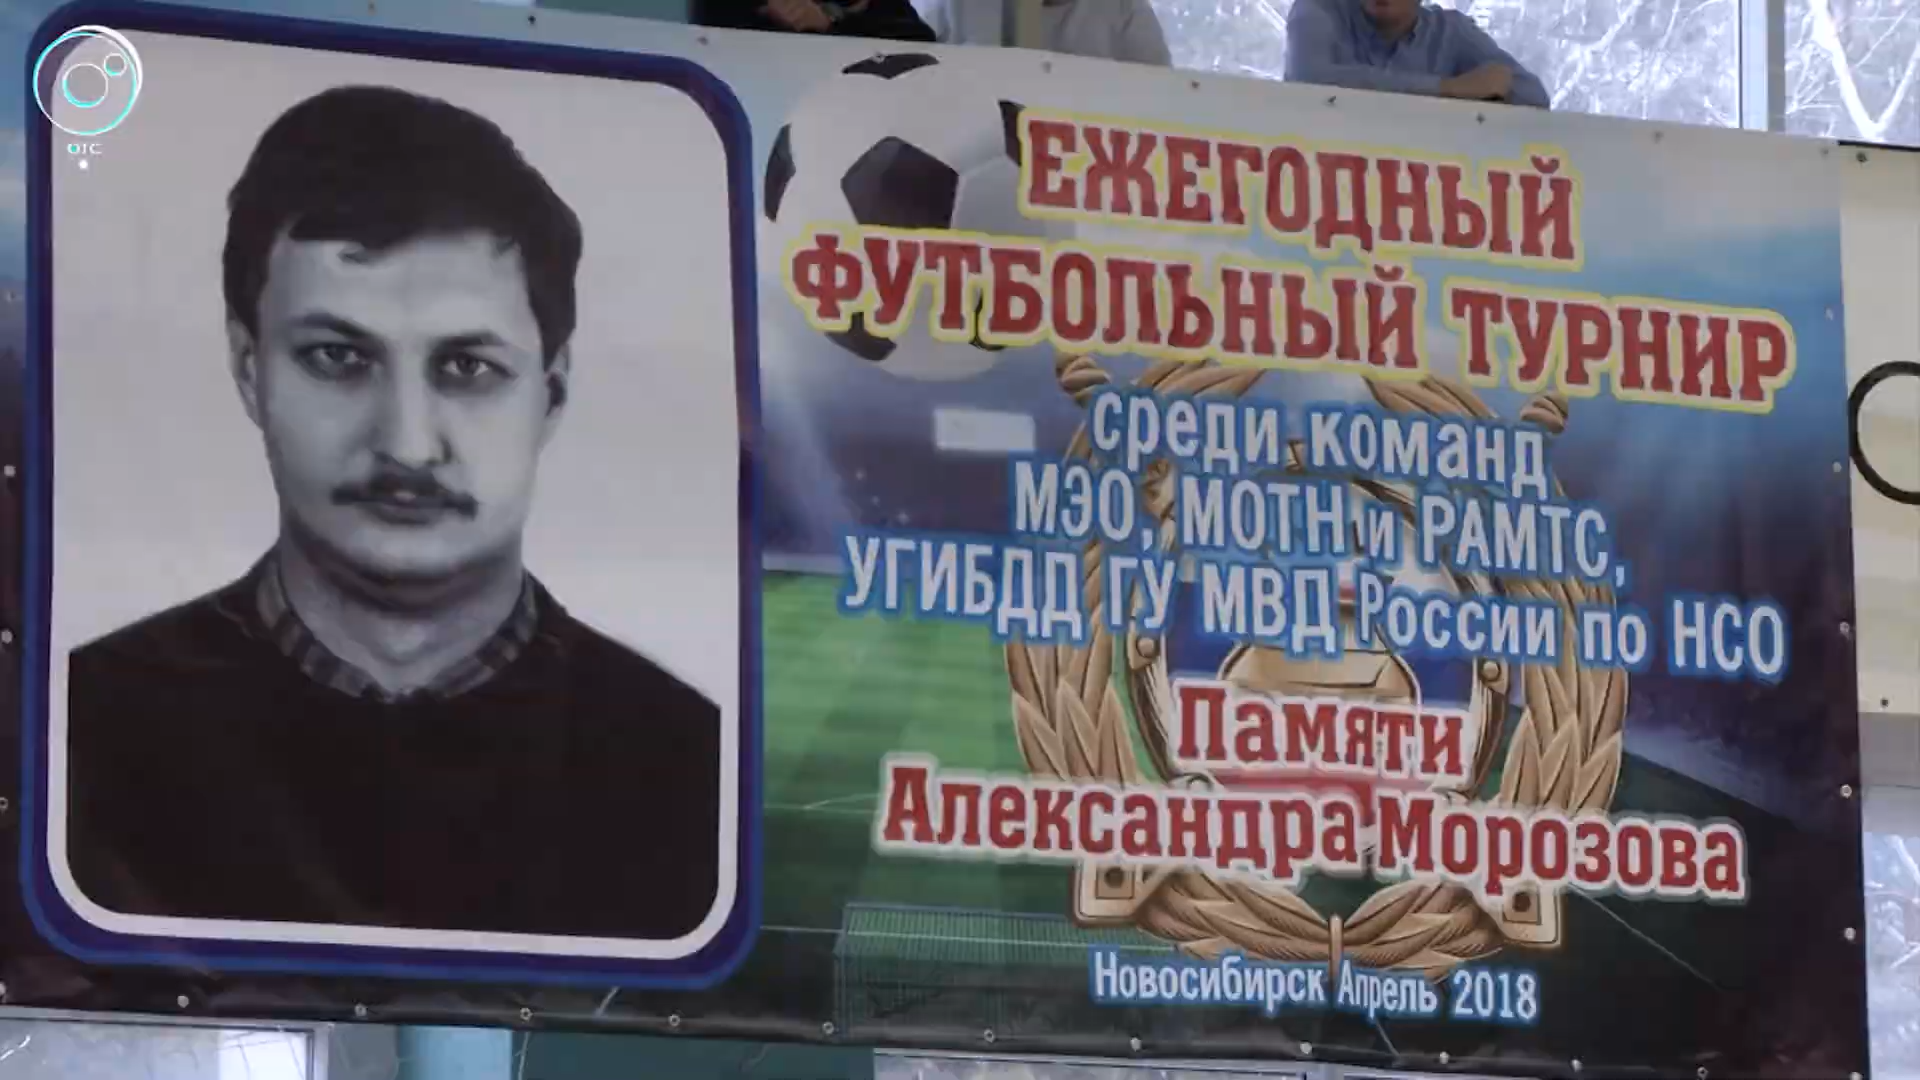 ОТС
ЕЖЕГОДНЫЙ
ФУТБОЛЬНЫЙ ТУРНИР
среди команд
МЭО, МОТН и РАМТС,
УГИБДД ГУ МВД России по НСО
Памяти
Александра Морозова
Новосибирск Апрель 2018